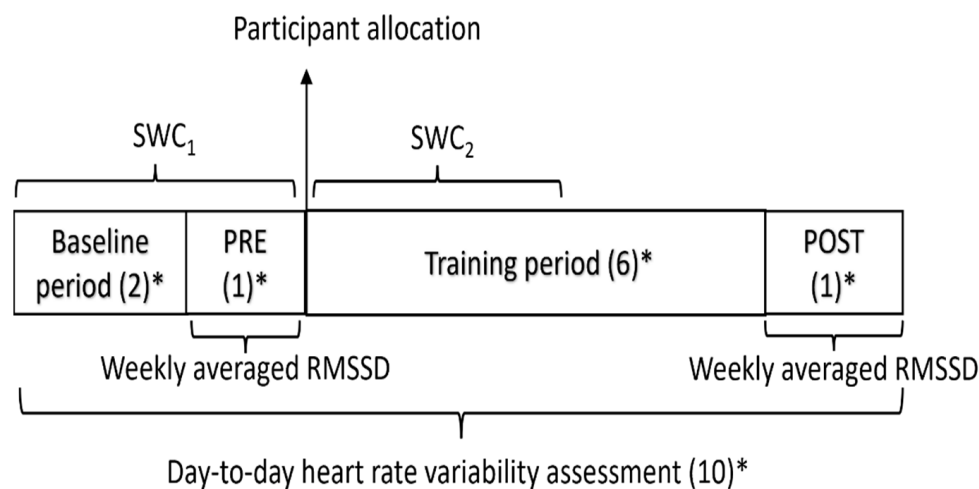 Participant allocation
SWC₁
SWC₂
Baseline
period (2)*
PRE
(1)*
Training period (6)*
POST
(1)*
Weekly averaged RMSSD
Weekly averaged RMSSD
Day-to-day heart rate variability assessment (10)*